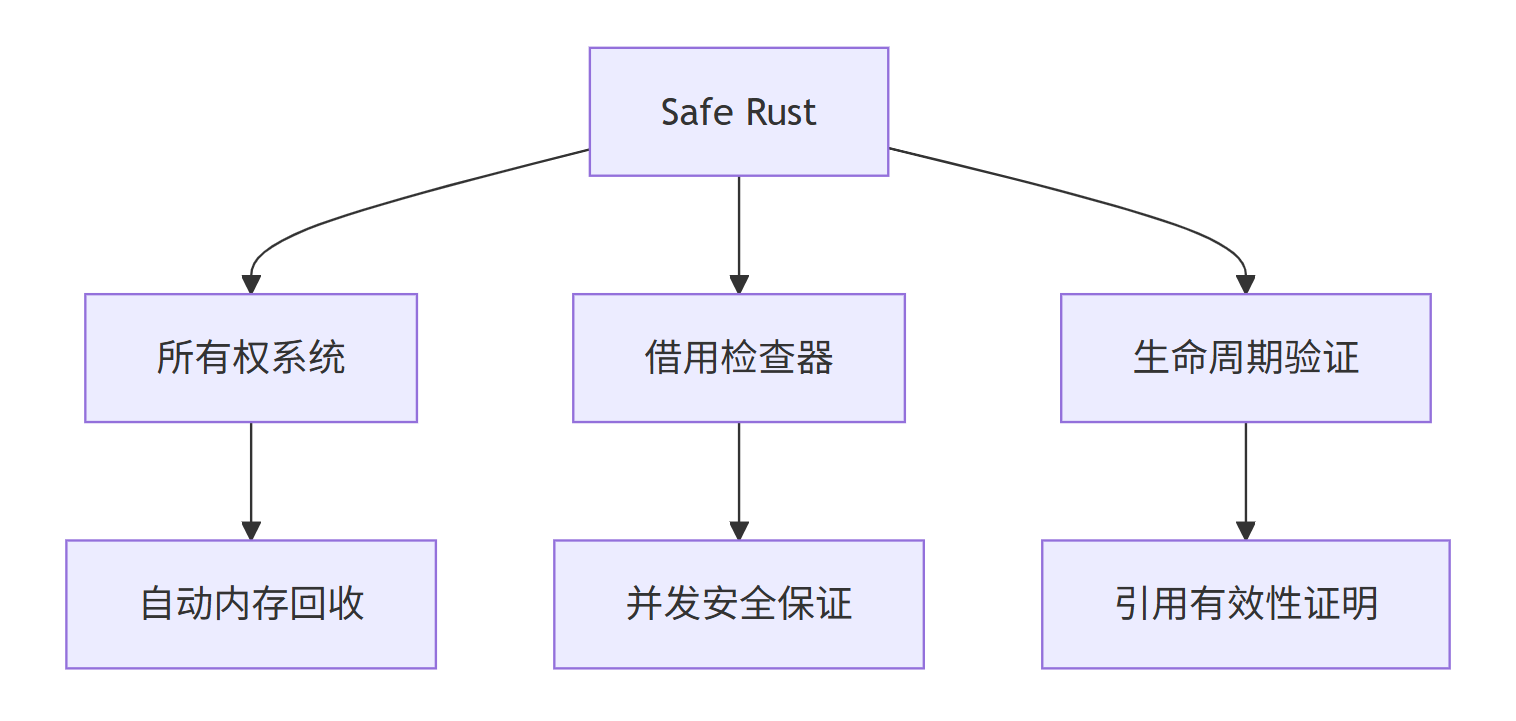 Safe Rust
所有权系统
借用检查器
生命周期验证
自动内存回收
并发安全保证
引用有效性证明